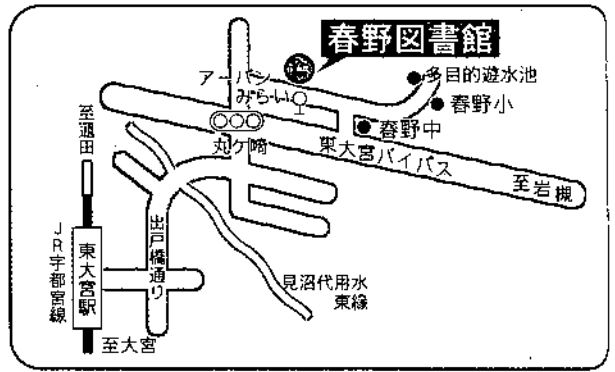 春野図書館
アーバン
みらい
多目的遊水池
春野小
春野中
丸ケ崎
東大宮バイパス
至岩槻
至蓮田
JR宇都宮線
東大宮駅
出戸橋通り
見沼代用水
東縁
至大宮